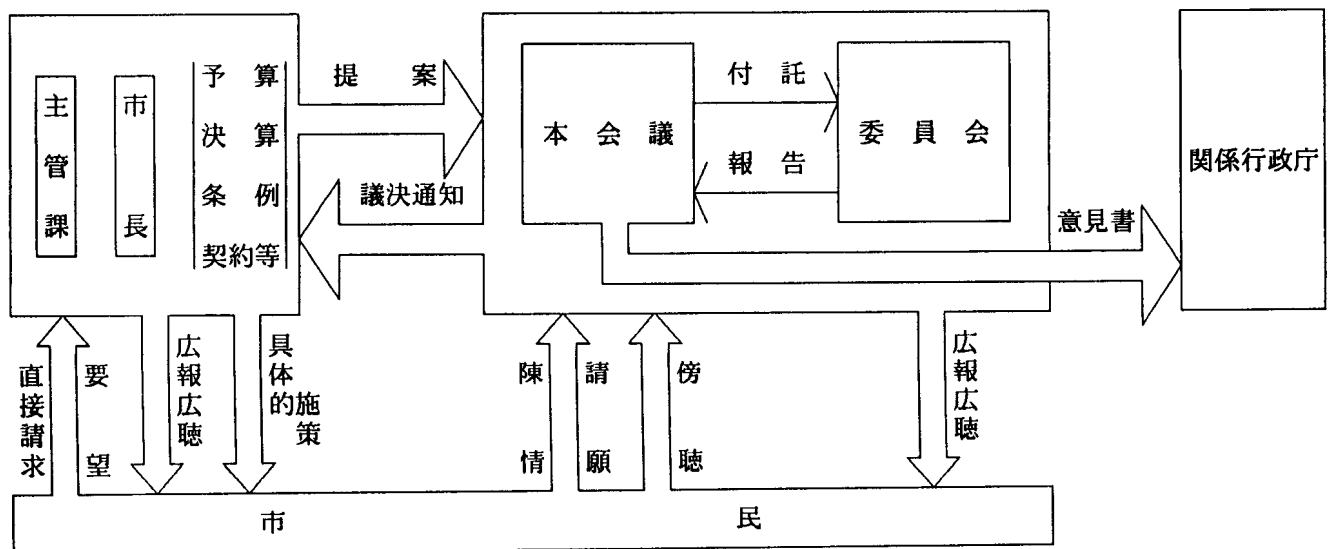 主管課
市長
予算
決算
条例
契約等
提案
議決通知
本会議
付託
報告
委員会
意見書
関係行政庁
直接請求
要望
広報広聴
具体的施策
陳情
請願
傍聴
広報広聴
市民